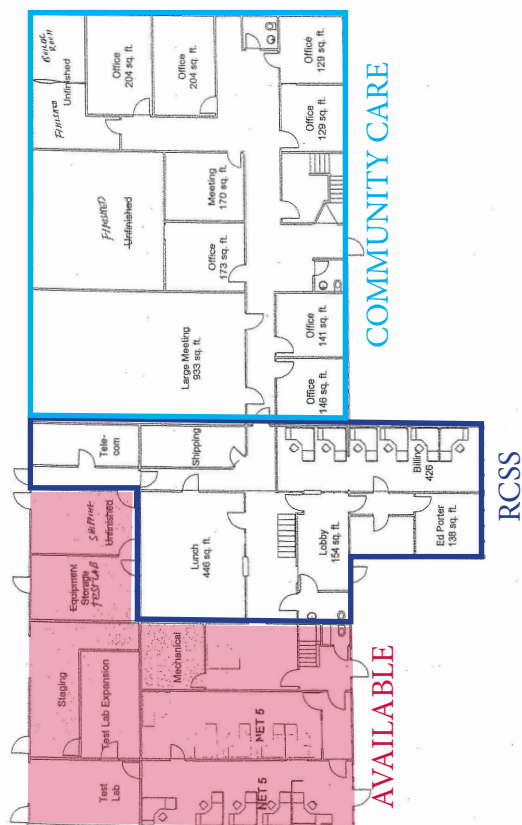 BOILER
ROOM
Unfinished
FINISHED
Office
204 sq. ft.
Office
204 sq. ft.
Office
129 sq. ft.
Office
129 sq. ft.
FINISHED
Unfinished
Meeting
170 sq. ft.
Office
173 sq. ft.
Large Meeting
933 sq. ft.
Office
141 sq. ft.
Office
146 sq. ft.
COMMUNITY CARE
Tele-
com
Shipping
Billing
426
Lunch
446 sq. ft.
Lobby
154 sq. ft.
Ed Porter
138 sq. ft.
RCSS
SHIPPING
Unfinished
Equipment
Storage
TEST LAB
Staging
Test Lab Expansion
Mechanical
NET 5
Test
Lab
NET 5
AVAILABLE